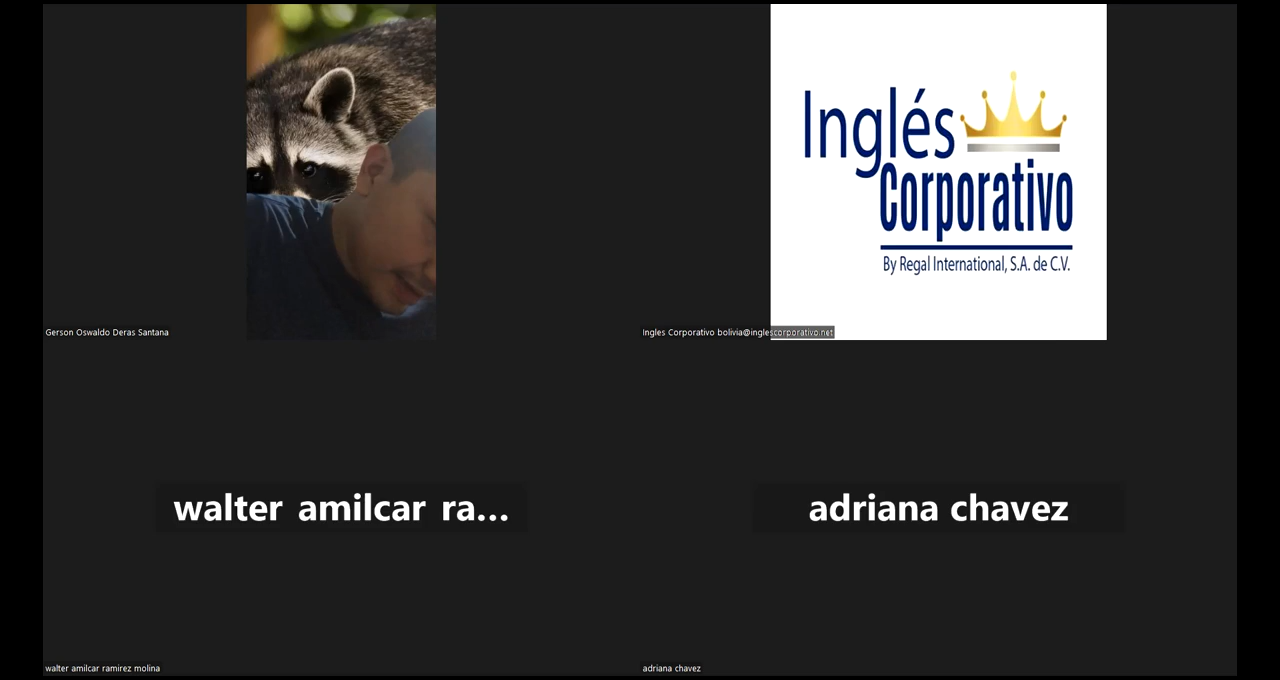 Inglés
Corporativo
By Regal International, S.A. de C.V.
Gerson Oswaldo Deras Santana
Ingles Corporativo bolivia@inglescorporativo.net
walter amilcar ra...
adriana chavez
walter amilcar ramirez molina
adriana chavez